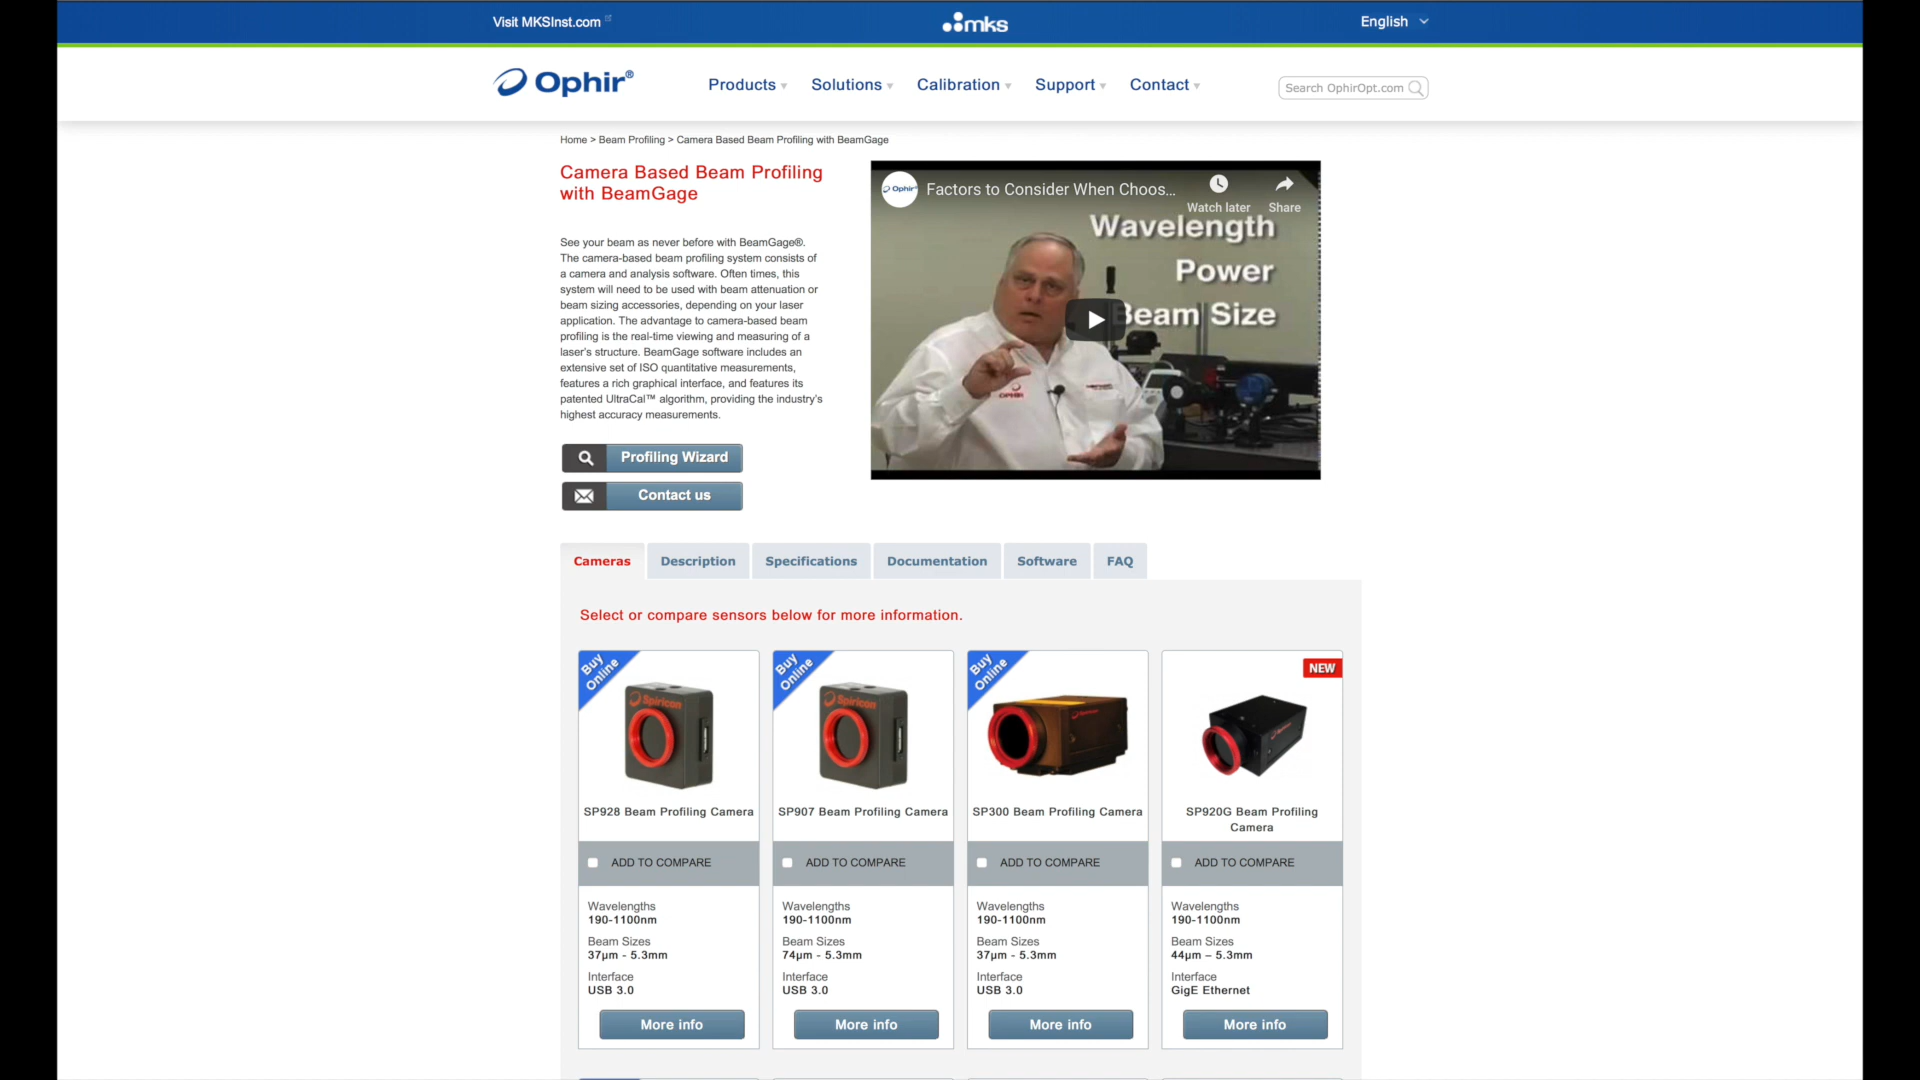 Visit MKSInst.com
mks
English
Ophir®
Products
Solutions
Calibration
Support
Contact
Search OphirOpt.com
Home > Beam Profiling > Camera Based Beam Profiling with BeamGage
Camera Based Beam Profiling
with BeamGage
See your beam as never before with BeamGage®.
The camera-based beam profiling system consists of
a camera and analysis software. Often times, this
system will need to be used with beam attenuation or
beam sizing accessories, depending on your laser
application. The advantage to camera-based beam
profiling is the real-time viewing and measuring of a
laser's structure. BeamGage software includes an
extensive set of ISO quantitative measurements,
features a rich graphical interface, and features its
patented UltraCal™ algorithm, providing the industry's
highest accuracy measurements.
Profiling Wizard
Contact us
Ophir
Factors to Consider When Choos...
Watch later
Share
Wavelength
Power
Beam Size
OPHIR
Cameras
Description
Specifications
Documentation
Software
FAQ
Select or compare sensors below for more information.
Buy
Online
Spiricon
SP928 Beam Profiling Camera
ADD TO COMPARE
Wavelengths
190-1100nm
Beam Sizes
37µm - 5.3mm
Interface
USB 3.0
More info
Buy
Online
Spiricon
SP907 Beam Profiling Camera
ADD TO COMPARE
Wavelengths
190-1100nm
Beam Sizes
74µm - 5.3mm
Interface
USB 3.0
More info
Buy
Online
SP300 Beam Profiling Camera
ADD TO COMPARE
Wavelengths
190-1100nm
Beam Sizes
37µm - 5.3mm
Interface
USB 3.0
More info
NEW
SP920G Beam Profiling
Camera
ADD TO COMPARE
Wavelengths
190-1100nm
Beam Sizes
44µm – 5.3mm
Interface
GigE Ethernet
More info